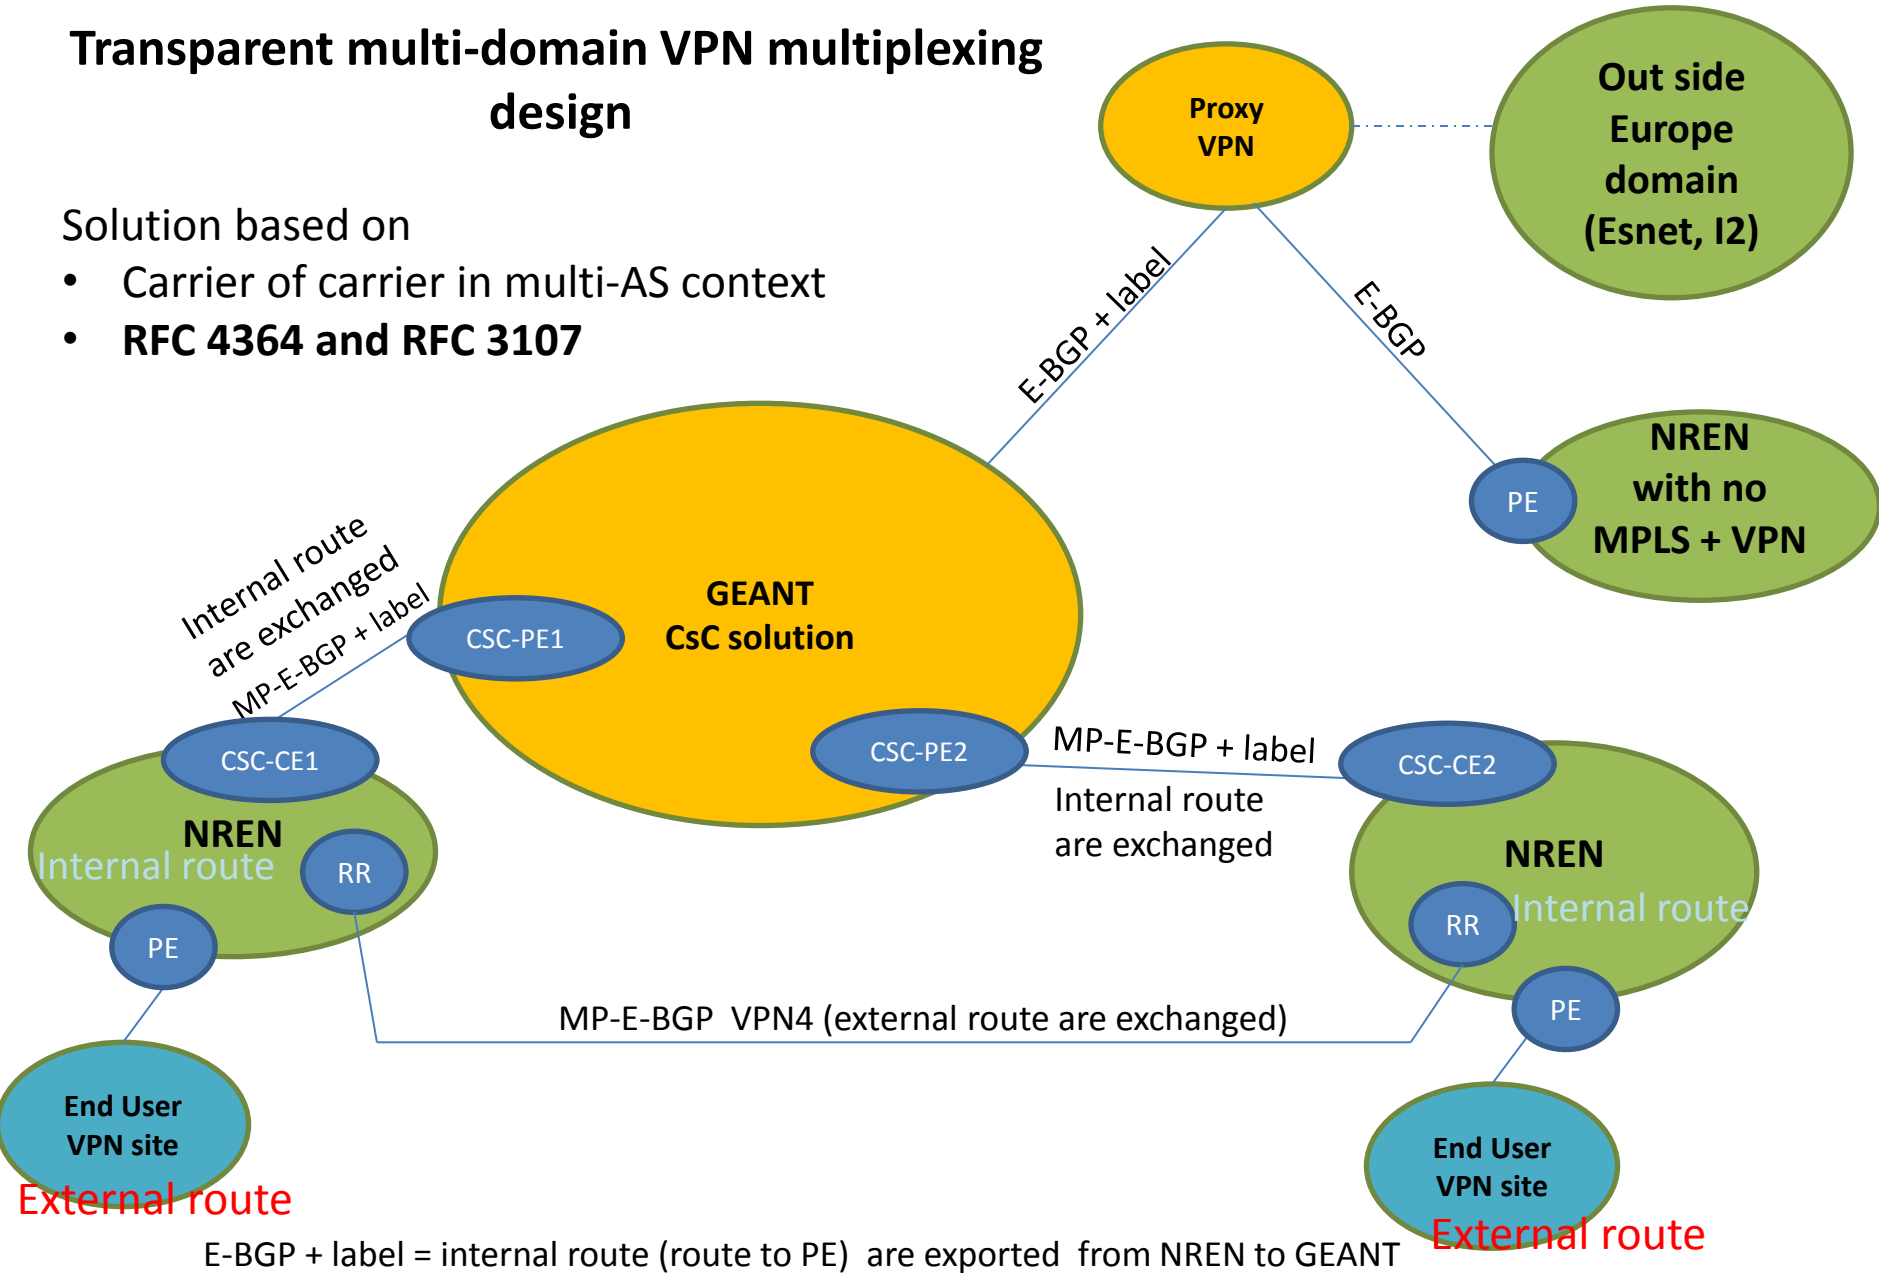 Transparent multi-domain VPN multiplexing
design
Solution based on
• Carrier of carrier in multi-AS context
• RFC 4364 and RFC 3107
Proxy
VPN
Out side
Europe
domain
(Esnet, I2)
E-BGP + label
E-BGP
NREN
with no
MPLS + VPN
PE
GEANT
CsC solution
CSC-PE1
CSC-PE2
Internal route
are exchanged
MP-E-BGP + label
CSC-CE1
NREN
Internal route
RR
PE
MP-E-BGP + label
Internal route
are exchanged
CSC-CE2
NREN
Internal route
RR
PE
MP-E-BGP VPN4 (external route are exchanged)
End User
VPN site
External route
End User
VPN site
External route
E-BGP + label = internal route (route to PE) are exported from NREN to GEANT